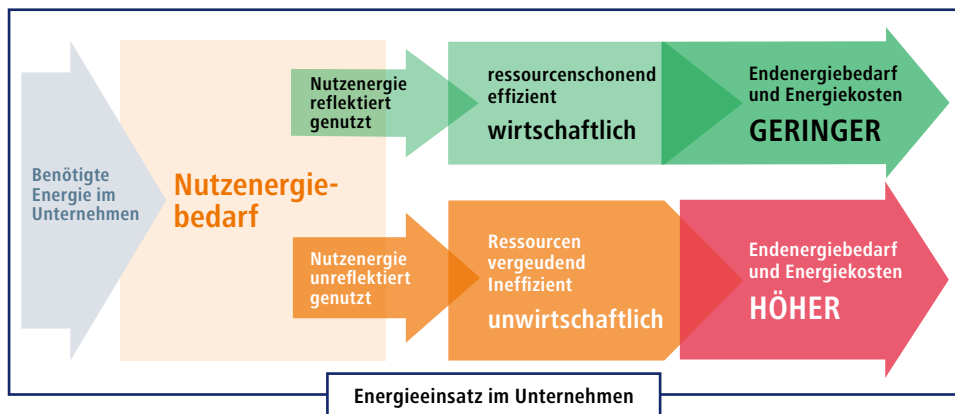 Benötigte
Energie im
Unternehmen
Nutzenergie-
bedarf
Nutzenergie
reflektiert
genutzt
ressourcenschonend
effizient
wirtschaftlich
Endenergiebedarf
und Energiekosten
GERINGER
Nutzenergie
unreflektiert
genutzt
Ressourcen
vergeudend
Ineffizient
unwirtschaftlich
Endenergiebedarf
und Energiekosten
HÖHER
Energieeinsatz im Unternehmen